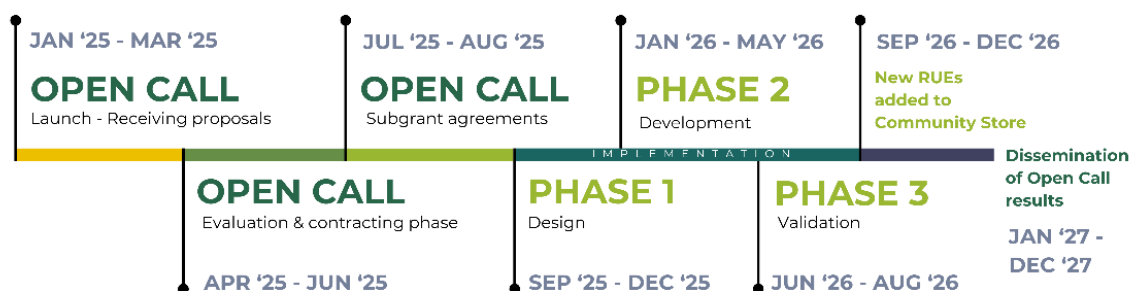 JAN ‘25 - MAR ‘25
OPEN CALL
Launch - Receiving proposals
JUL ‘25 - AUG ‘25
OPEN CALL
Subgrant agreements
JAN ‘26 - MAY ‘26
PHASE 2
Development
SEP ‘26 - DEC ‘26
New RUEs
added to
Community Store
IMPLEMENTATION
OPEN CALL
Evaluation & contracting phase
APR ‘25 - JUN ‘25
PHASE 1
Design
SEP ‘25 - DEC ‘25
PHASE 3
Validation
JUN ‘26 - AUG ‘26
Dissemination
of Open Call
results
JAN ‘27 -
DEC ‘27